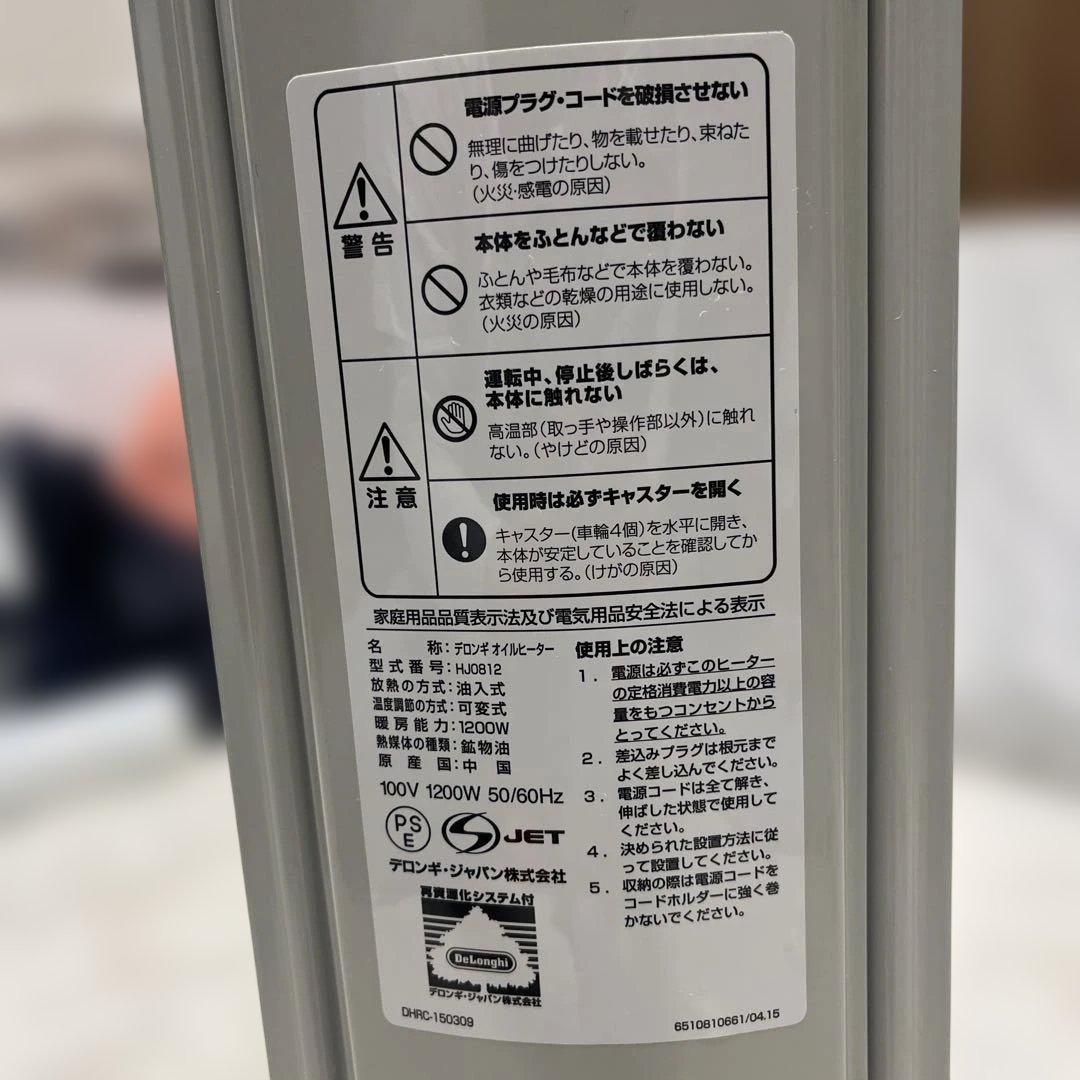 電源プラグ・コードを破損させない
無理に曲げたり、物を載せたり、束ねた
り、傷をつけたりしない。
(火災・感電の原因)
警告
本体をふとんなどで覆わない
ふとんや毛布などで本体を覆わない。
衣類などの乾燥の用途に使用しない。
(火災の原因)
運転中、停止後しばらくは、
本体に触れない
高温部(取っ手や操作部以外)に触れ
ない。(やけどの原因)
注意
使用時は必ずキャスターを開く
キャスター(車輪4個)を水平に開き、
本体が安定していることを確認してか
ら使用する。(けがの原因)
家庭用品品質表示法及び電気用品安全法による表示
名称:デロンギ オイルヒーター
型式番号:HJ0812
放熱の方式:油入式
温度調節の方式:可変式
暖房能力:1200W
熱媒体の種類:鉱物油
原産国:中国
100V 1200W 50/60Hz
PS
E
JET
デロンギ・ジャパン株式会社
再資源化システム付
DeLonghi
デロンギ・ジャパン株式会社
DHRC-150309
使用上の注意
1. 電源は必ずこのヒーター
の定格消費電力以上の容
量をもつコンセントから
とってください。
2. 差込みプラグは根元まで
よく差し込んでください。
3. 電源コードは全て解き、
伸ばした状態で使用して
ください。
4. 決められた設置方法に従
って設置してください。
5. 収納の際は電源コードを
コードホルダーに強く巻
かないでください。
6510810661/04.15